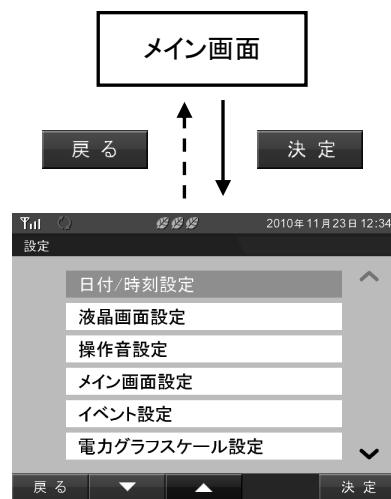 メイン画面
戻る
決定
2010年11月23日 12:34
設定
日付/時刻設定
液晶画面設定
操作音設定
メイン画面設定
イベント設定
電力グラフスケール設定
戻る
決定